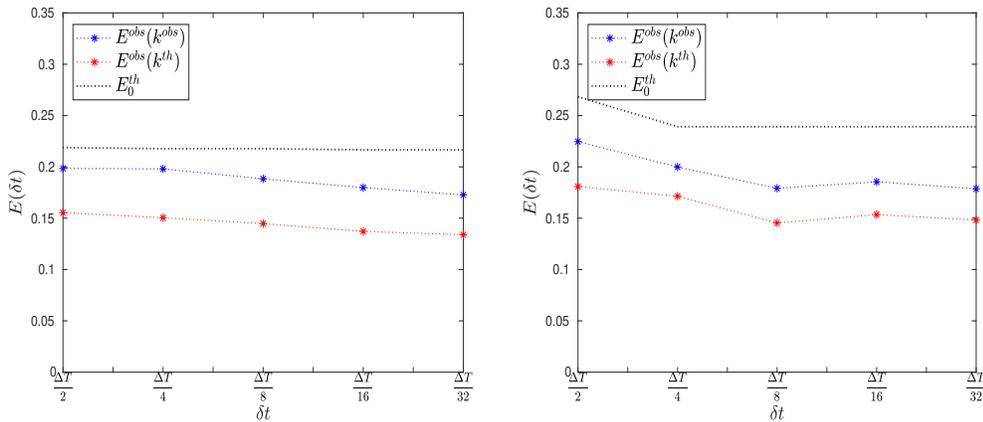 0.35
0.3
0.25
0.2
0.15
0.1
0.05
0
E(δt)
E^{obs}(k^{obs})
E^{obs}(k^{th})
E_0^{th}
ΔT/2
ΔT/4
ΔT/8
ΔT/16
ΔT/32
δt
0.35
0.3
0.25
0.2
0.15
0.1
0.05
0
E(δt)
E^{obs}(k^{obs})
E^{obs}(k^{th})
E_0^{th}
ΔT/2
ΔT/4
ΔT/8
ΔT/16
ΔT/32
δt